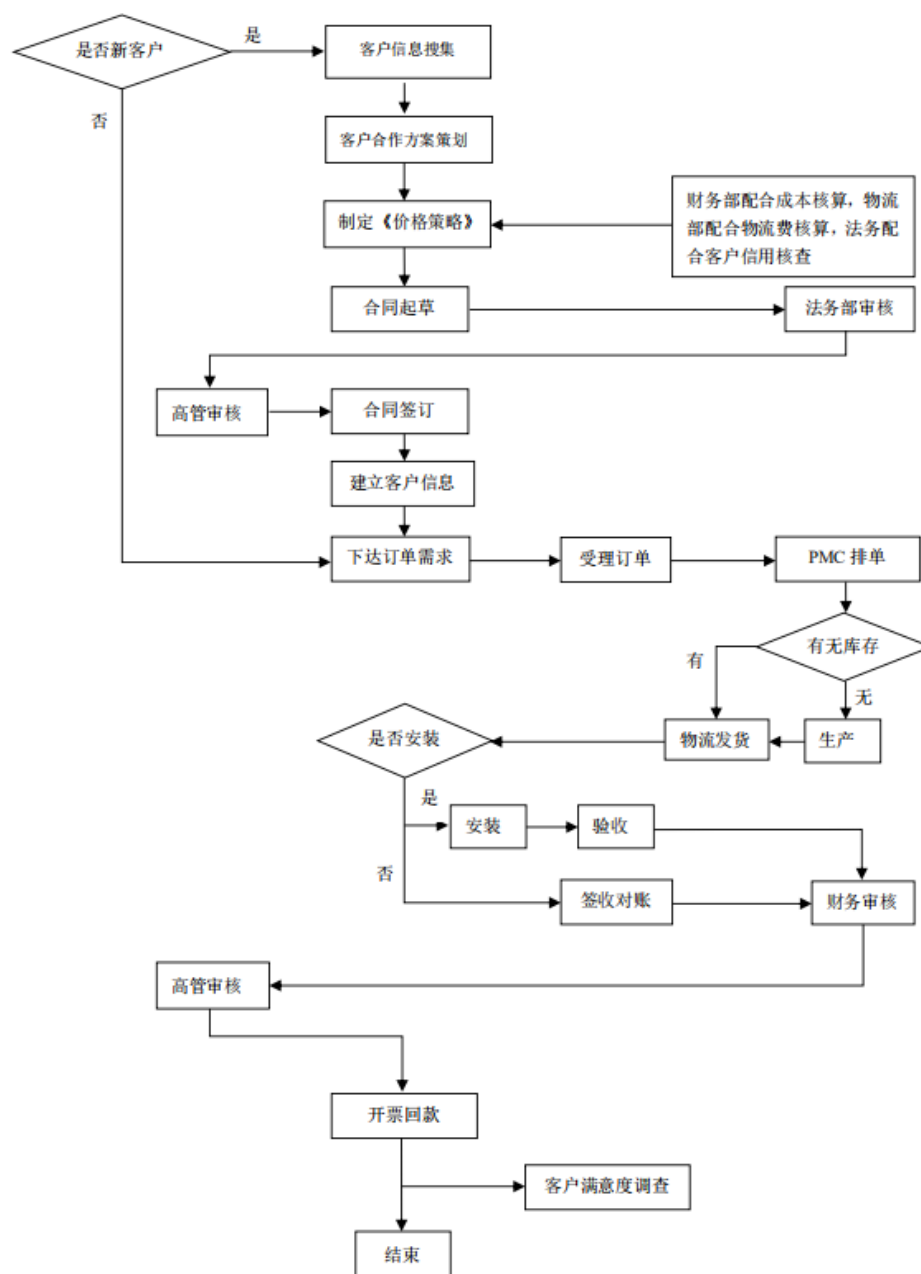 是否新客户
是
客户信息搜集
否
客户合作方案策划
制定《价格策略》
财务部配合成本核算，物流
部配合物流费核算，法务配
合客户信用核查
合同起草
法务部审核
高管审核
合同签订
建立客户信息
下达订单需求
受理订单
PMC 排单
有无库存
有
无
是否安装
物流发货
生产
是
安装
验收
否
签收对账
财务审核
高管审核
开票回款
客户满意度调查
结束